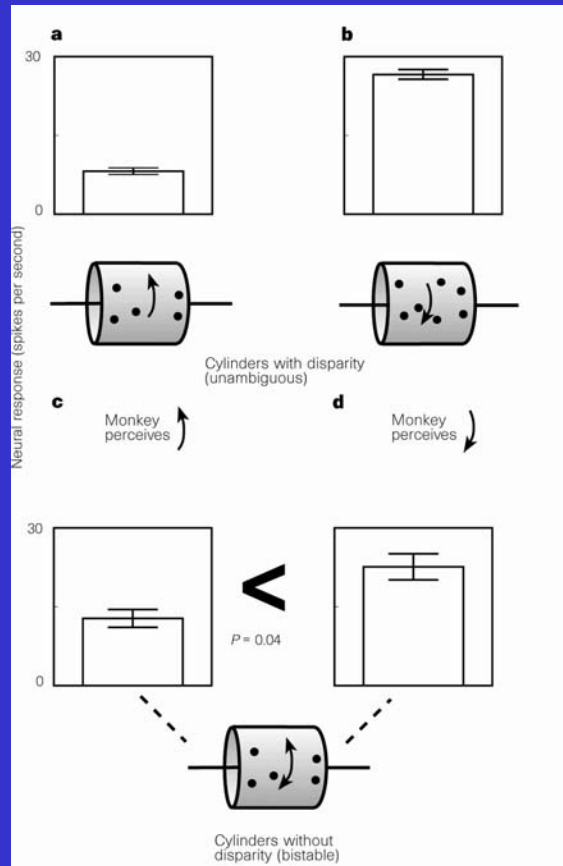 a
b
30
0
Neural response (spikes per second)
Cylinders with disparity
(unambiguous)
c
Monkey
perceives
d
Monkey
perceives
30
0
<
P = 0.04
Cylinders without
disparity (bistable)